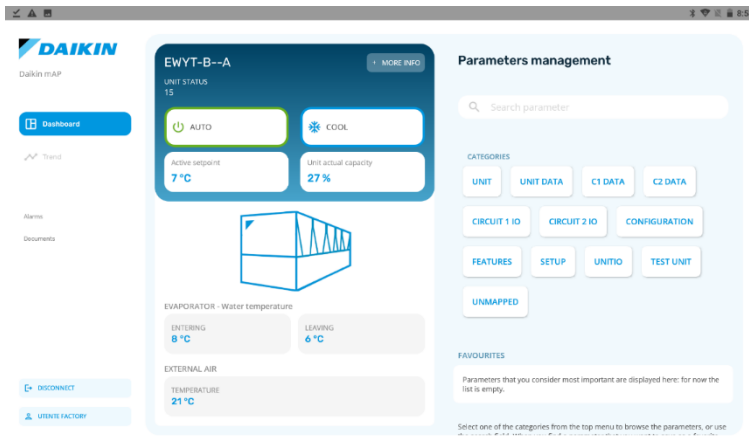 8:5
DAIKIN
Daikin mAP
Dashboard
Trend
Alarms
Documents
DISCONNECT
UTENTE FACTORY
EWYT-B--A
+ MORE INFO
UNIT STATUS
15
AUTO
COOL
Active setpoint
7 °C
Unit actual capacity
27 %
EVAPORATOR - Water temperature
ENTERING
8 °C
LEAVING
6 °C
EXTERNAL AIR
TEMPERATURE
21 °C
Parameters management
Search parameter
CATEGORIES
UNIT
UNIT DATA
C1 DATA
C2 DATA
CIRCUIT 1 IO
CIRCUIT 2 IO
CONFIGURATION
FEATURES
SETUP
UNITIO
TEST UNIT
UNMAPPED
FAVOURITES
Parameters that you consider most important are displayed here: for now the
list is empty.
Select one of the categories from the top menu to browse the parameters, or use